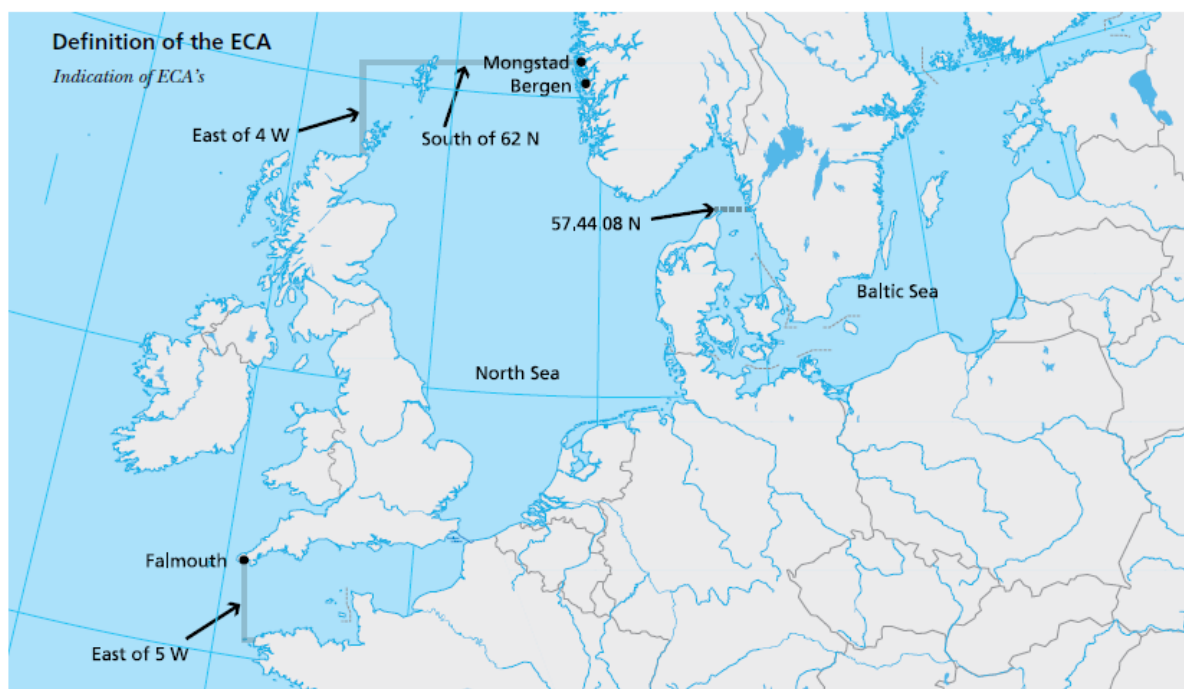 Definition of the ECA
Indication of ECA's
Mongstad
Bergen
East of 4 W
South of 62 N
57,44.08 N
Baltic Sea
North Sea
Falmouth
East of 5 W